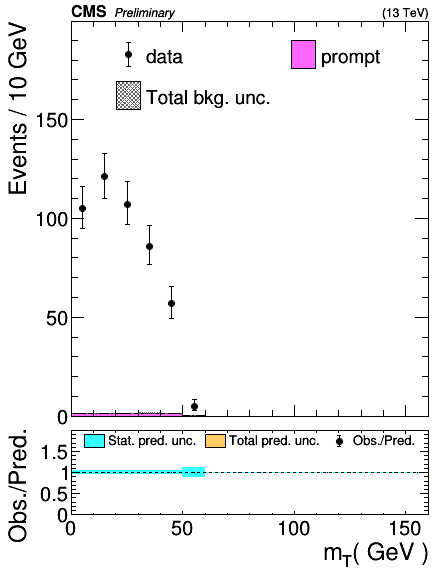 CMS Preliminary (13 TeV)
Events / 10 GeV
data
prompt
Total bkg. unc.
150
100
50
0
Obs./Pred.
Stat. pred. unc.
Total pred. unc.
Obs./Pred.
1.5
1
0.5
0
0 50 100 150
m_T( GeV )